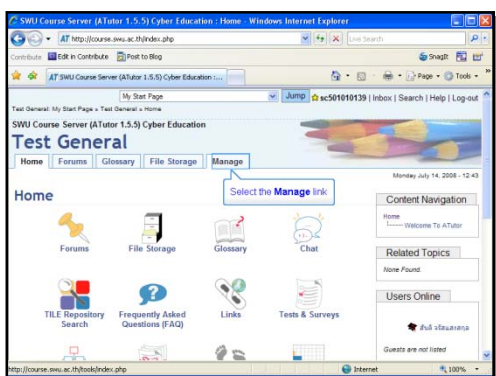 SWU Course Server (ATutor 1.5.5) Cyber Education : Home - Windows Internet Explorer
AT http://course.swu.ac.th/index.php
Live Search
Contribute Edit in Contribute Post to Blog
SnagIt
AT SWU Course Server (ATutor 1.5.5) Cyber Education :...
Page Tools
My Start Page Jump sc501010139 | Inbox | Search | Help | Log-out
Test General: My Start Page » Test General » Home
SWU Course Server (ATutor 1.5.5) Cyber Education
Test General
Home Forums Glossary File Storage Manage
Monday July 14, 2008 - 12:43
Select the Manage link
Home
Content Navigation
Home
Welcome To ATutor
Forums File Storage Glossary Chat
Related Topics
None Found.
Users Online
TILE Repository Search
Frequently Asked Questions (FAQ)
Links
Tests & Surveys
Guests are not listed
http://course.swu.ac.th/tools/index.php Internet 100%